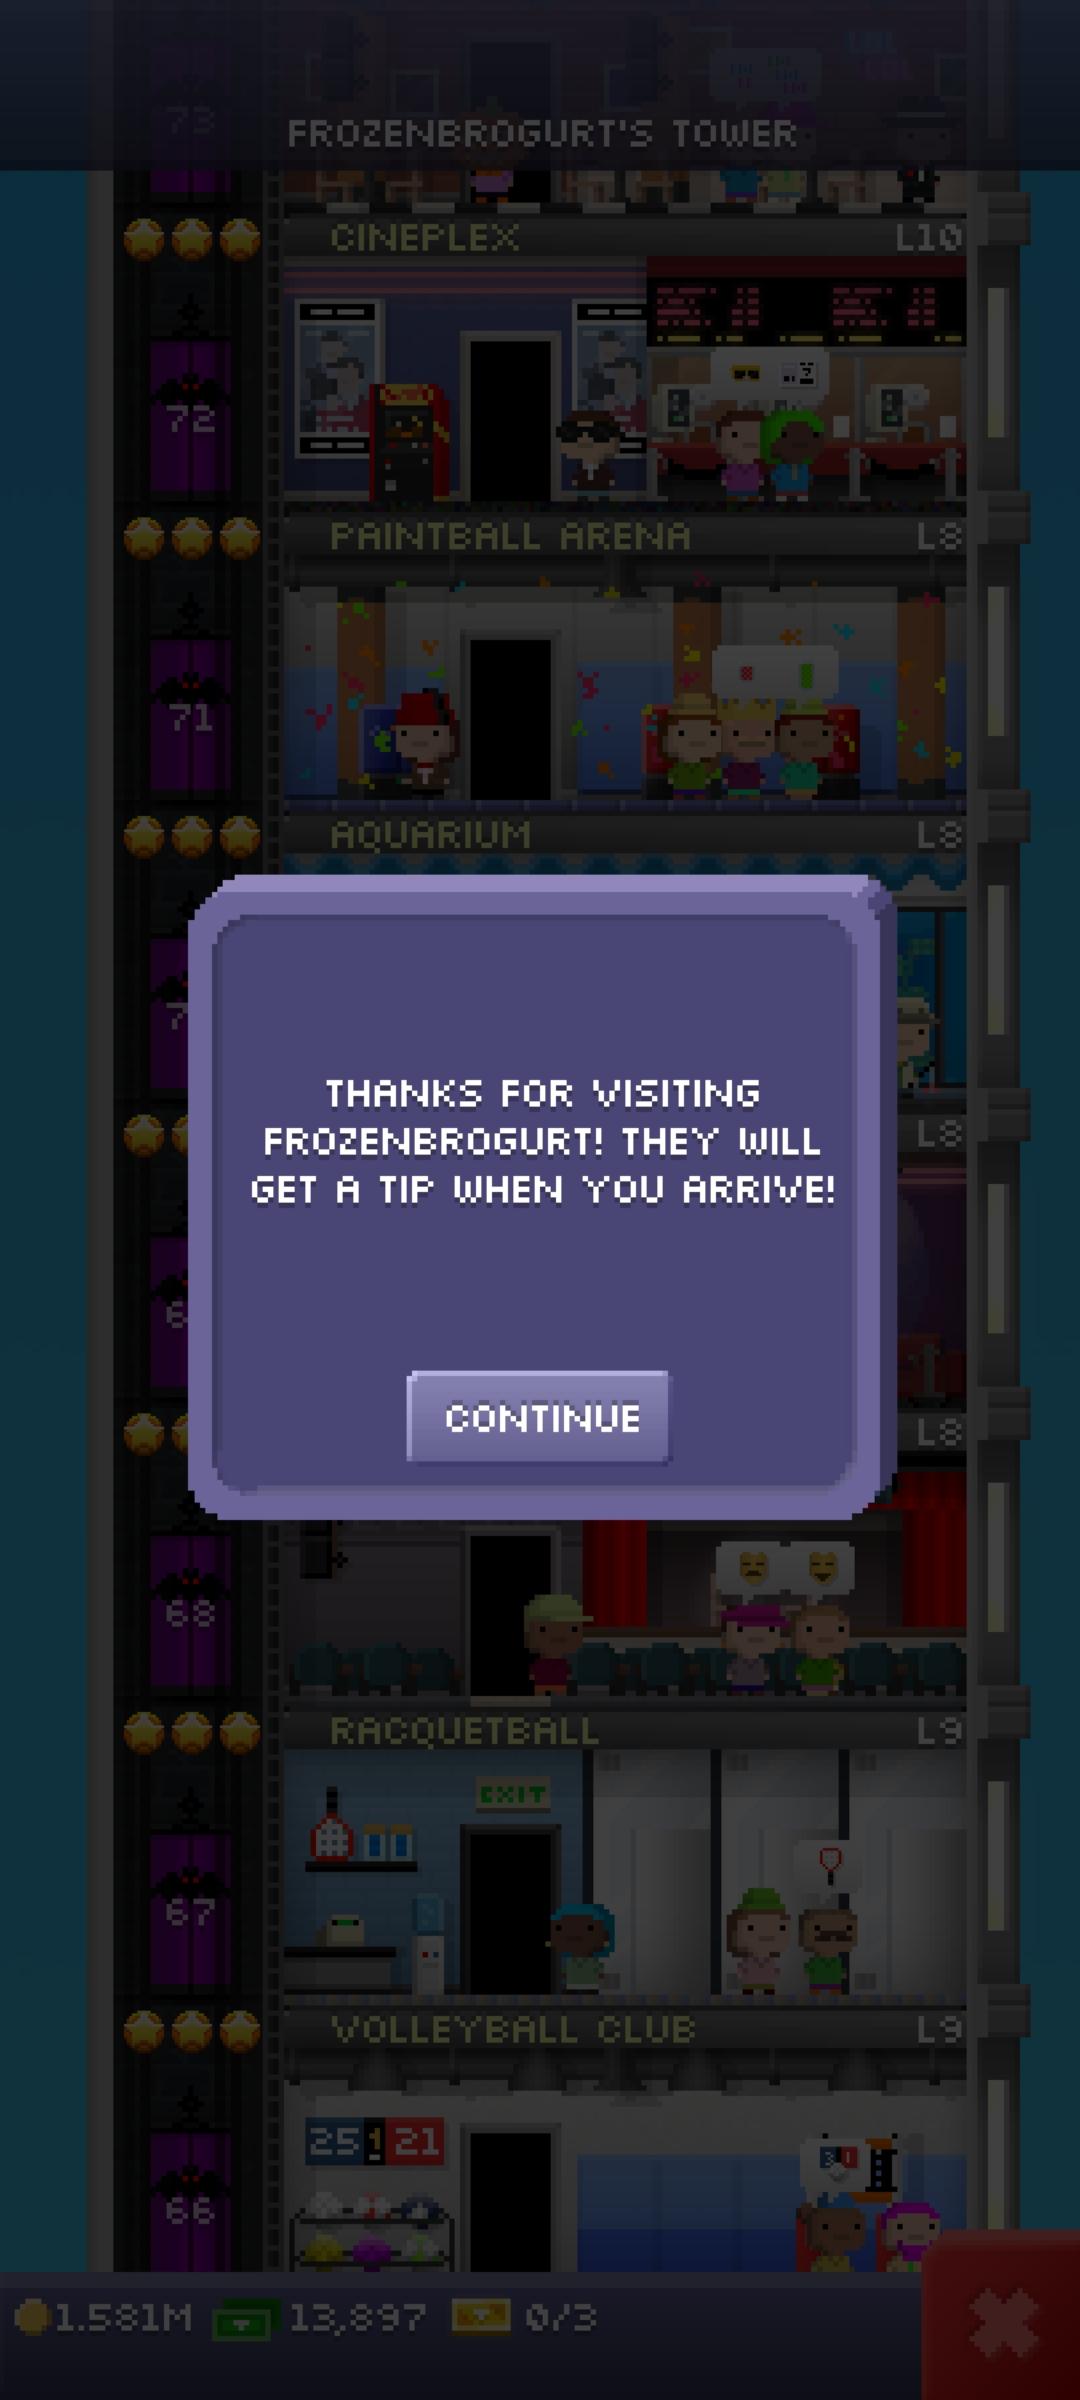 73
FROZENBROGURT'S TOWER
CINEPLEX L10
72
PAINTBALL ARENA L8
71
AQUARIUM L8
THANKS FOR VISITING
FROZENBROGURT! THEY WILL
GET A TIP WHEN YOU ARRIVE!
L8
CONTINUE
L8
68
RACQUETBALL L9
EXIT
67
VOLLEYBALL CLUB L9
25 1 21
66
1.581M 13,897 0/3